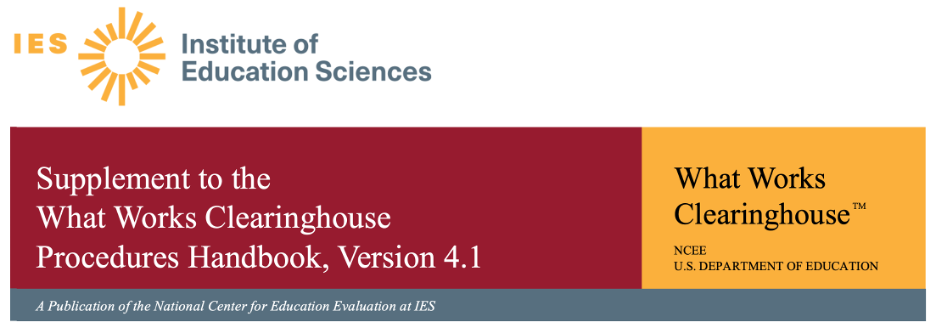 IES
Institute of
Education Sciences
Supplement to the
What Works Clearinghouse
Procedures Handbook, Version 4.1
What Works
Clearinghouse™
NCEE
U.S. DEPARTMENT OF EDUCATION
A Publication of the National Center for Education Evaluation at IES